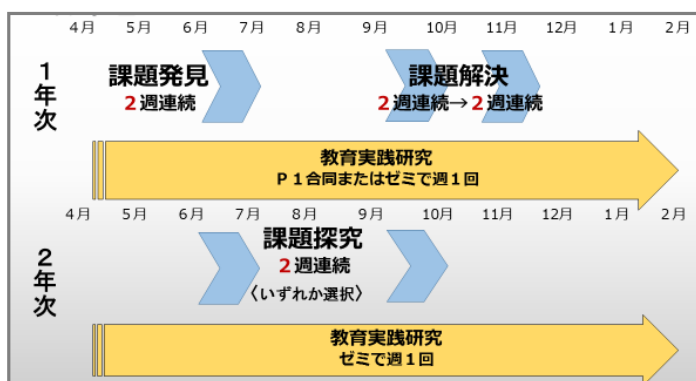 4月 5月 6月 7月 8月 9月 10月 11月 12月 1月 2月
1年次
課題発見
2週連続
課題解決
2週連続→2週連続
教育実践研究
P1合同またはゼミで週1回
4月 5月 6月 7月 8月 9月 10月 11月 12月 1月 2月
2年次
課題探究
2週連続
〈いずれか選択〉
教育実践研究
ゼミで週1回